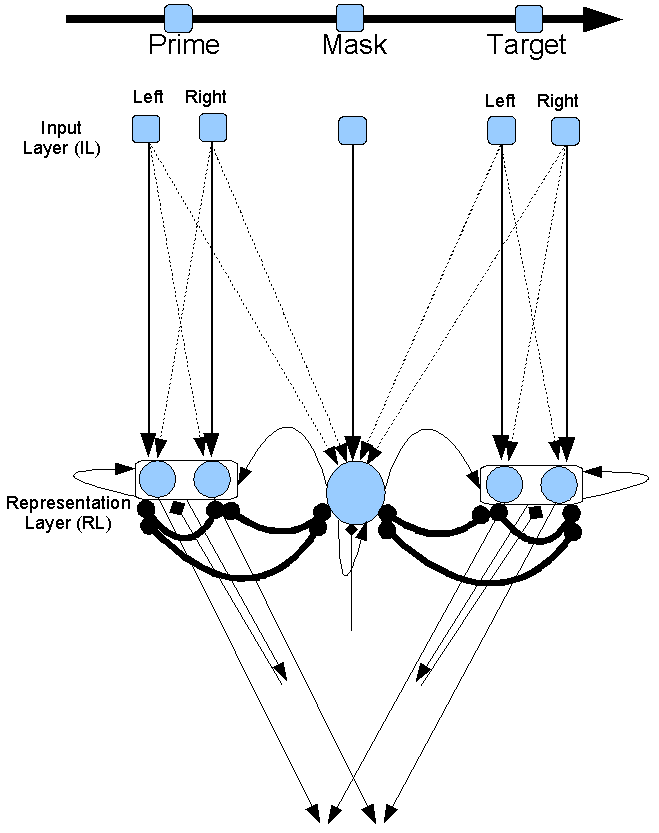 Prime Mask Target
Left Right Left Right
Input
Layer (IL)
Representation
Layer (RL)